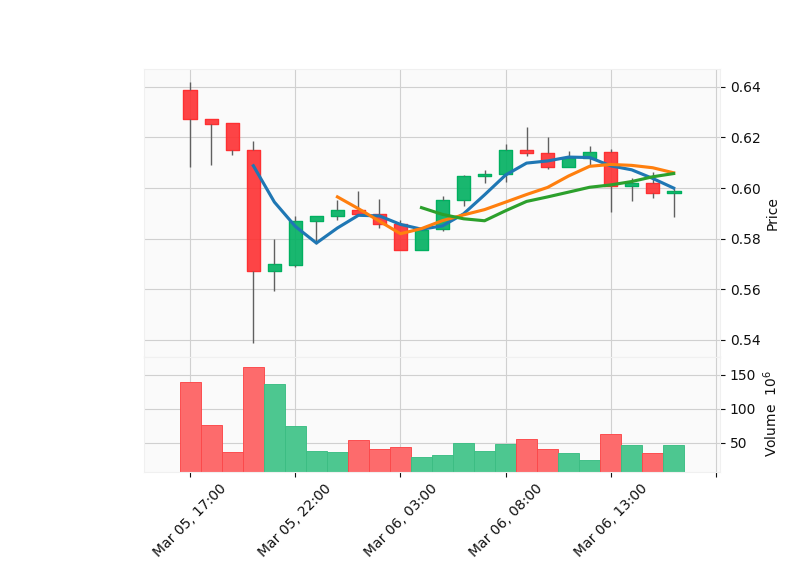 0.64
0.62
0.60
0.58
0.56
0.54
Price
150
100
50
Volume 10^6
Mar 05, 17:00
Mar 05, 22:00
Mar 06, 03:00
Mar 06, 08:00
Mar 06, 13:00